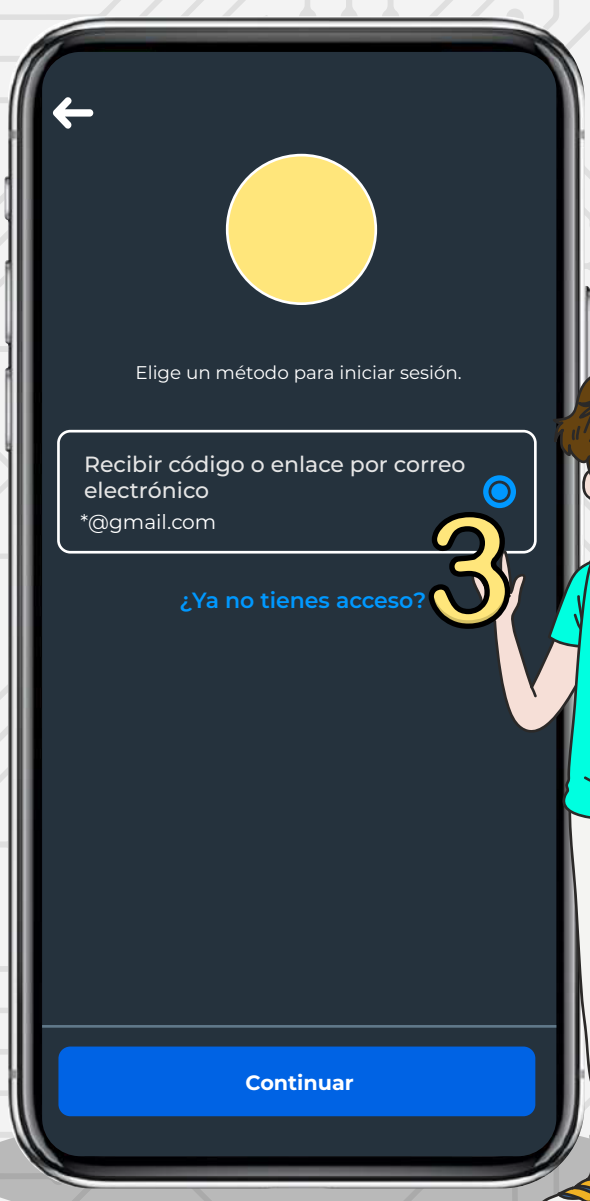 Elige un método para iniciar sesión.
Recibir código o enlace por correo
electrónico
*@gmail.com
¿Ya no tienes acceso?
3
Continuar